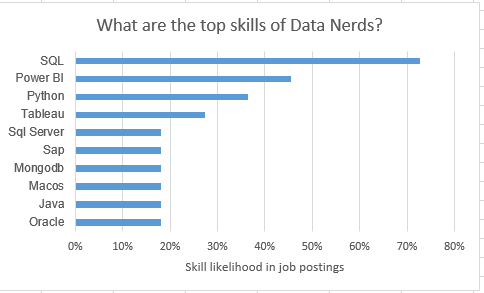 What are the top skills of Data Nerds?
SQL
Power BI
Python
Tableau
Sql Server
Sap
Mongodb
Macos
Java
Oracle
0% 10% 20% 30% 40% 50% 60% 70% 80%
Skill likelihood in job postings